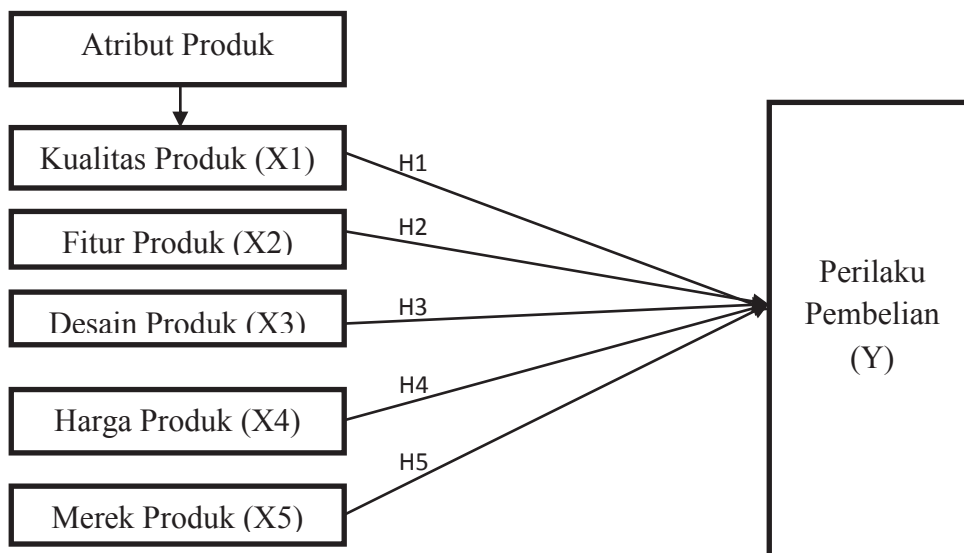 Atribut Produk
Kualitas Produk (X1)
H1
Fitur Produk (X2)
H2
Desain Produk (X3)
H3
Harga Produk (X4)
H4
Merek Produk (X5)
H5
Perilaku
Pembelian
(Y)